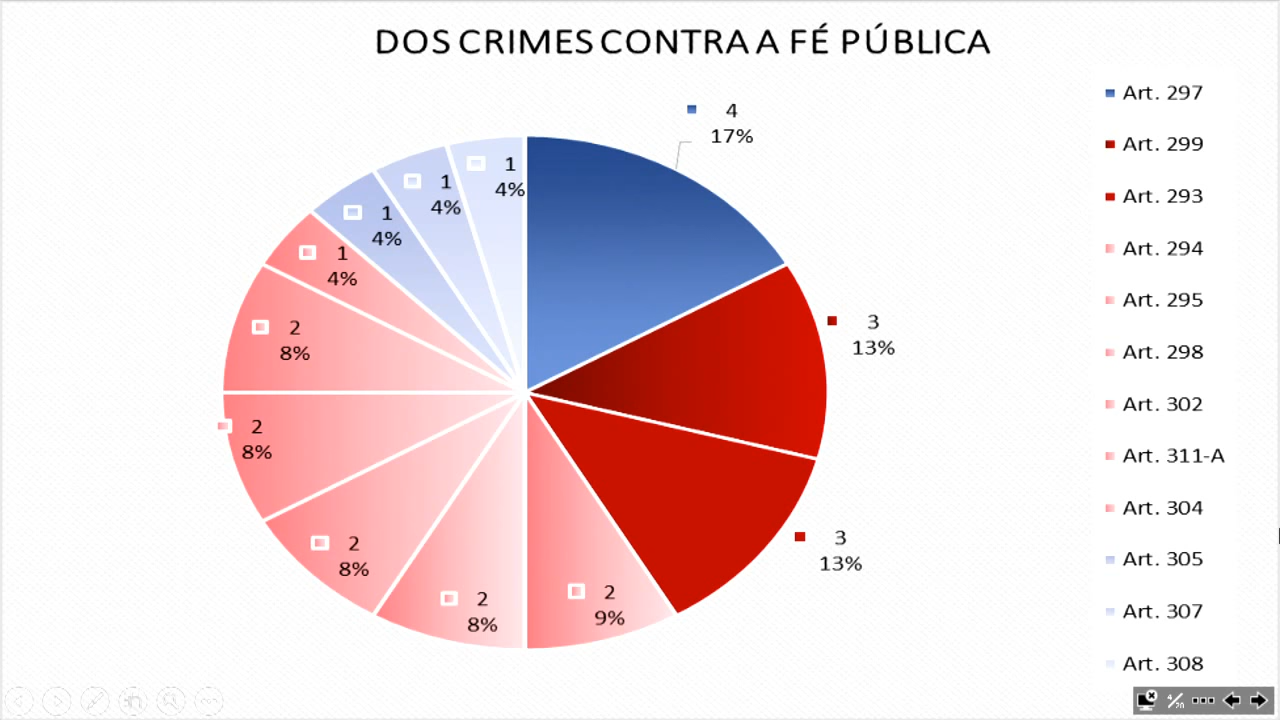 DOS CRIMES CONTRA A FÉ PÚBLICA
4
17%
3
13%
3
13%
2
9%
2
8%
2
8%
2
8%
2
8%
1
4%
1
4%
1
4%
1
4%
Art. 297
Art. 299
Art. 293
Art. 294
Art. 295
Art. 298
Art. 302
Art. 311-A
Art. 304
Art. 305
Art. 307
Art. 308